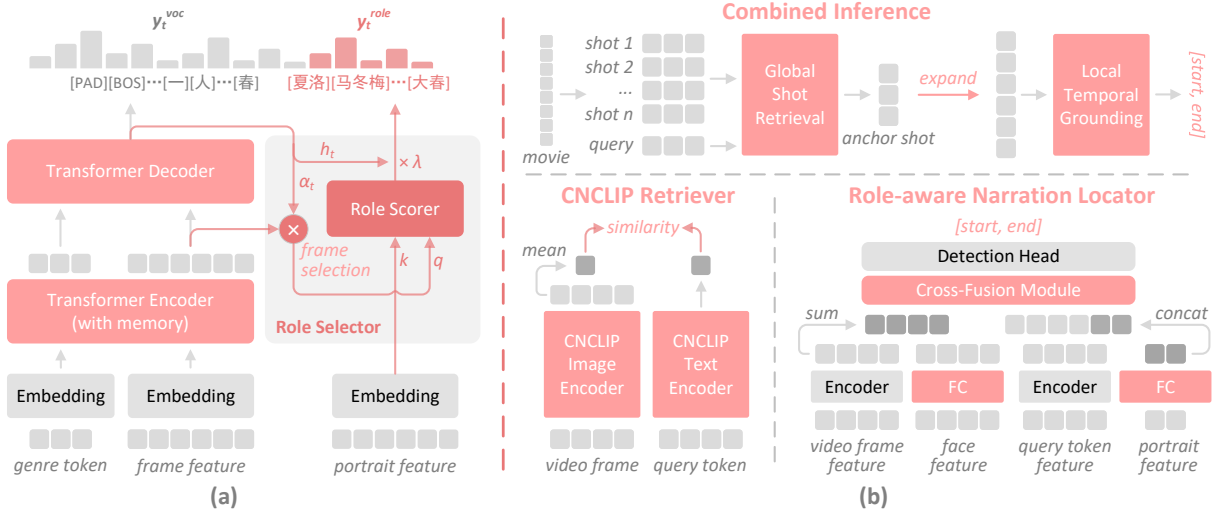 y_t^voc
y_t^role
[PAD][BOS]···[一][人]···[春]
[夏洛][马冬梅]···[大春]
Transformer Decoder
h_t
× λ
α_t
Role Scorer
×
frame
selection
k
q
Transformer Encoder
(with memory)
Role Selector
Embedding
Embedding
Embedding
genre token
frame feature
portrait feature
(a)
Combined Inference
movie
shot 1
shot 2
...
shot n
query
Global
Shot
Retrieval
anchor shot
expand
Local
Temporal
Grounding
[start, end]
CNCLIP Retriever
similarity
mean
CNCLIP
Image
Encoder
CNCLIP
Text
Encoder
video frame
query token
Role-aware Narration Locator
[start, end]
Detection Head
Cross-Fusion Module
sum
concat
Encoder
FC
Encoder
FC
video frame
feature
face
feature
query token
feature
portrait
feature
(b)